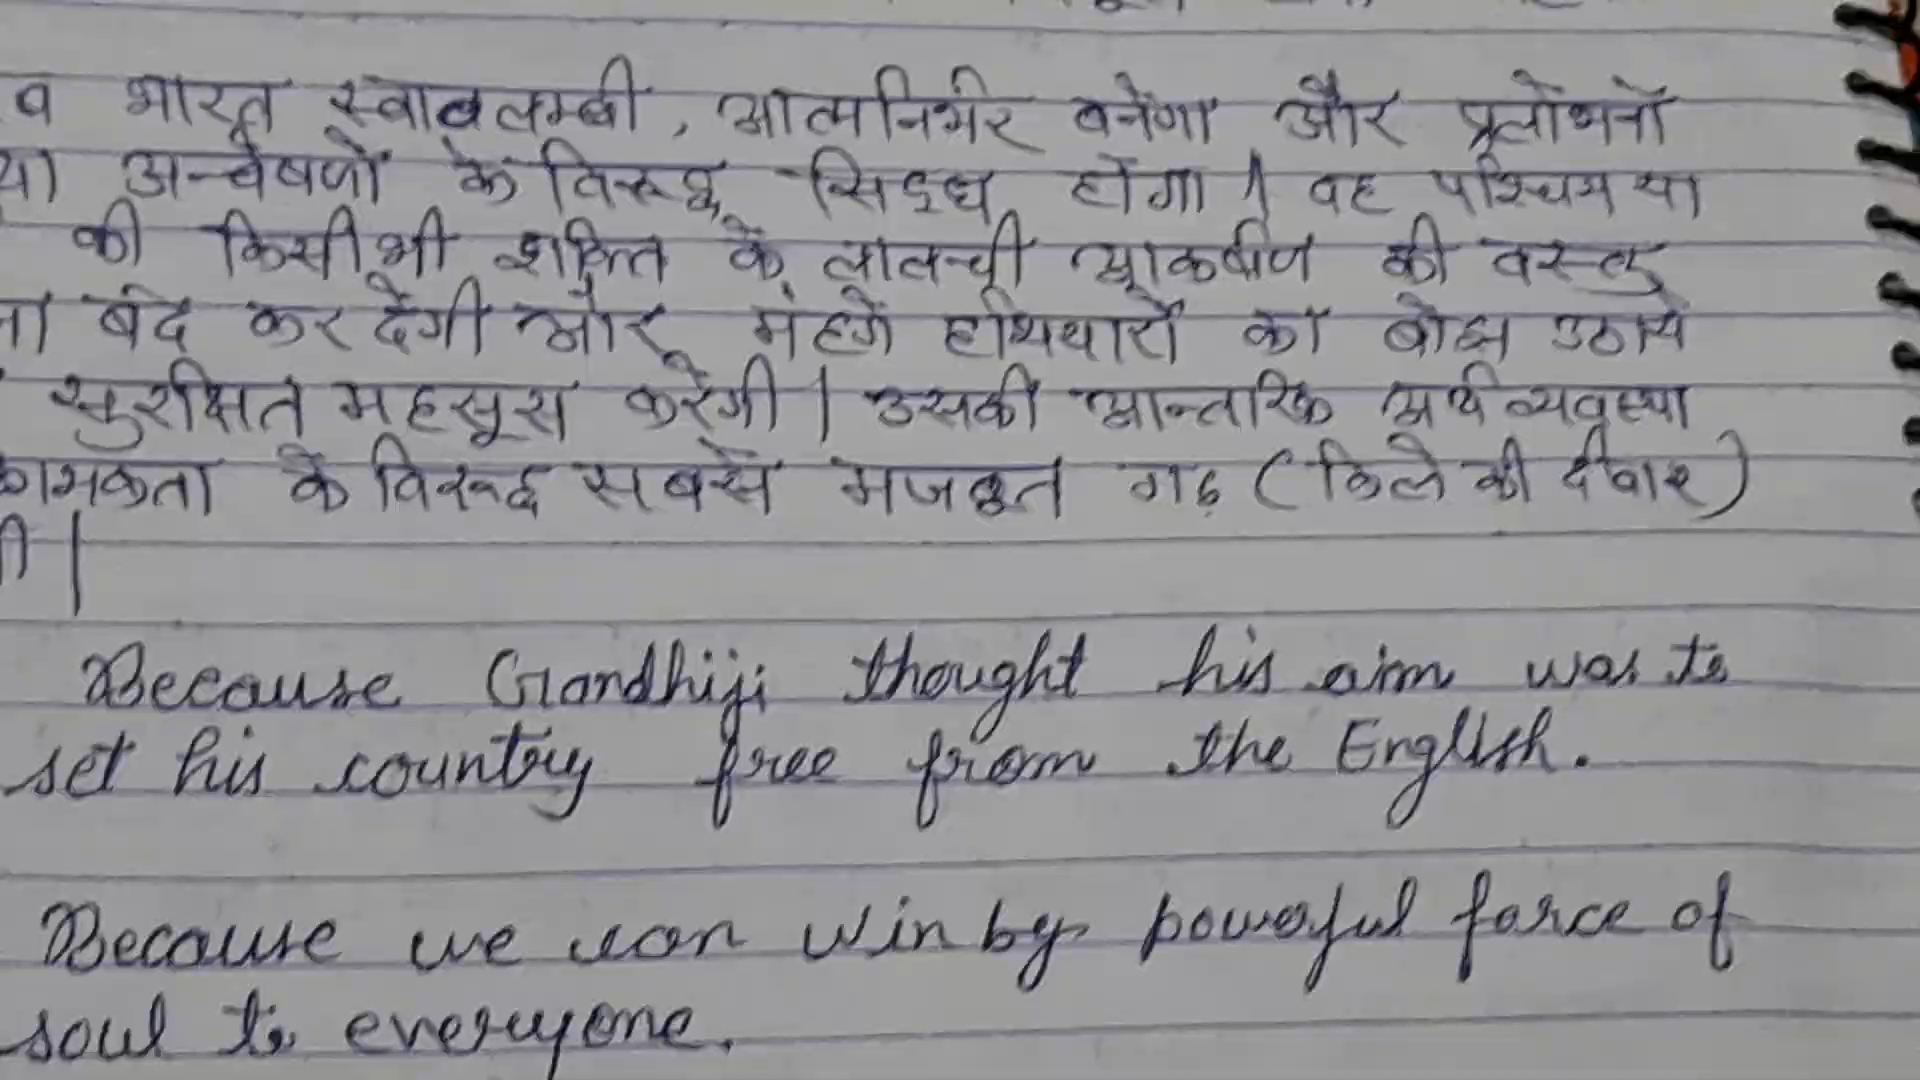 व भारत स्वावलम्बी, आत्मनिर्भर बनेगा और प्रलोभनों
या अन्वेषणों के विरूद्ध सिद्ध होगा। वह पश्चिम या
की किसी भी शक्ति के लालची आकर्षण की वस्तु
ना बंद कर देगी और मंहगें हथियारों का बोझ उठाये
सुरक्षित महसूस करेगी। उसकी आन्तरिक अर्थव्यवस्था
के विरूद्ध सबसे मजबूत गढ़ (किले की दीवार)
Because Gandhiji thought his aim was to
set his country free from the English.
Because we can win by powerful force of
soul to everyone.